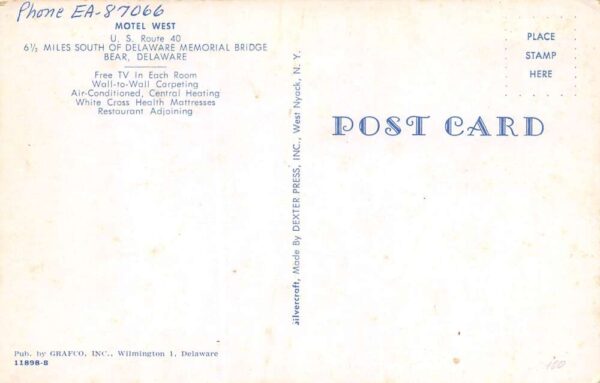 Phone EA-87066
MOTEL WEST
U. S. Route 40
6½ MILES SOUTH OF DELAWARE MEMORIAL BRIDGE
BEAR, DELAWARE
Free TV In Each Room
Wall-to-Wall Carpeting
Air-Conditioned, Central Heating
White Cross Health Mattresses
Restaurant Adjoining
Silvercraft, Made By DEXTER PRESS, INC., West Nyack, N. Y.
PLACE
STAMP
HERE
POST CARD
Pub. by GRAFCO, INC., Wilmington 1, Delaware
11898-B